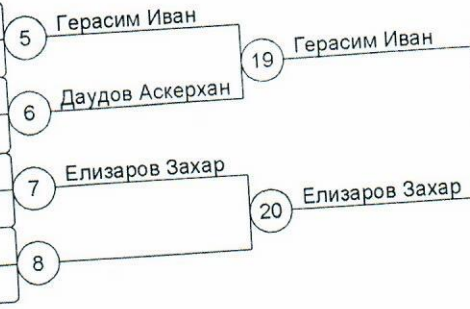 5 Герасим Иван
19 Герасим Иван
6 Даудов Аскерхан
7 Елизаров Захар
20 Елизаров Захар
8